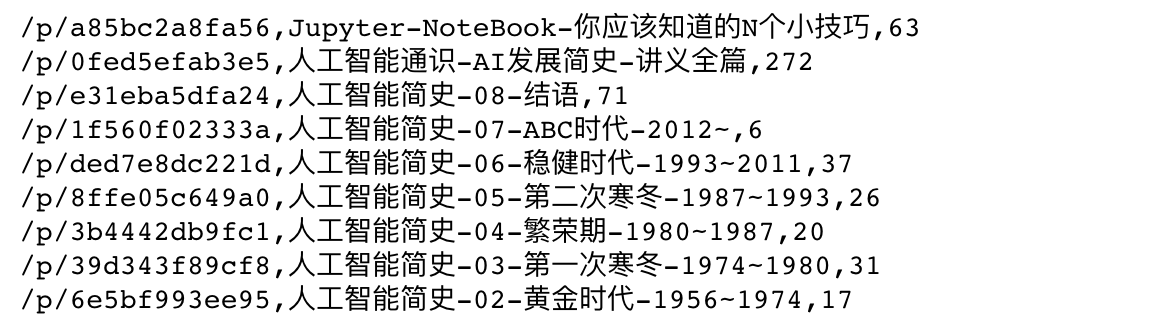 /p/a85bc2a8fa56,Jupyter-NoteBook-你应该知道的N个小技巧,63
/p/0fed5efab3e5,人工智能通识-AI发展简史-讲义全篇,272
/p/e31eba5dfa24,人工智能简史-08-结语,71
/p/1f560f02333a,人工智能简史-07-ABC时代-2012~,6
/p/ded7e8dc221d,人工智能简史-06-稳健时代-1993~2011,37
/p/8ffe05c649a0,人工智能简史-05-第二次寒冬-1987~1993,26
/p/3b4442db9fc1,人工智能简史-04-繁荣期-1980~1987,20
/p/39d343f89cf8,人工智能简史-03-第一次寒冬-1974~1980,31
/p/6e5bf993ee95,人工智能简史-02-黄金时代-1956~1974,17